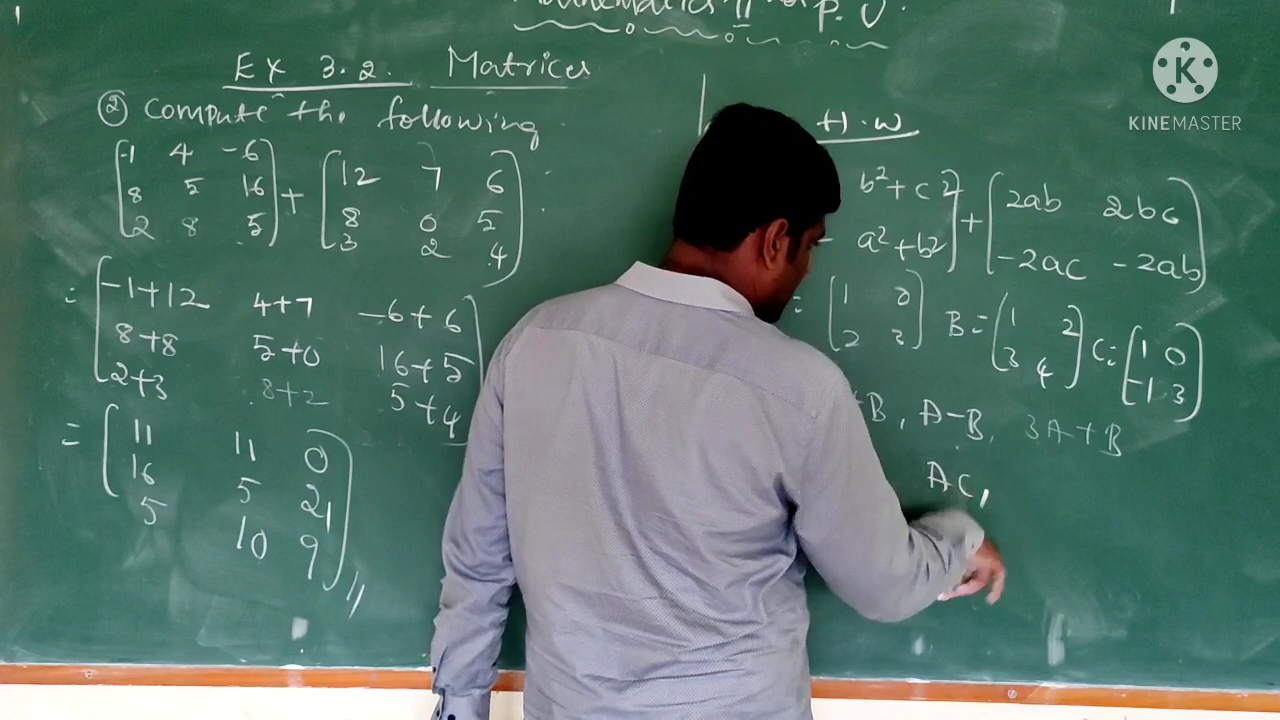 Ex 3.2. Matrices
② Compute the following
[-1 4 -6] + [12 7 6]
[8 5 16] [8 0 5]
[2 8 5] [3 2 4]
= [-1+12 4+7 -6+6]
[8+8 5+0 16+5]
[2+3 8+2 5+4]
= [11 11 0]
[16 5 21]
[5 10 9]
H.W
b²+c²] + [2ab 2bc]
a²+b²] [-2ac -2ab]
= [1 0] B = [1 2] C = [1 0]
[2 3] [3 4] [-1 3]
+B, A-B, 3A+B
AC,
K
KINEMASTER